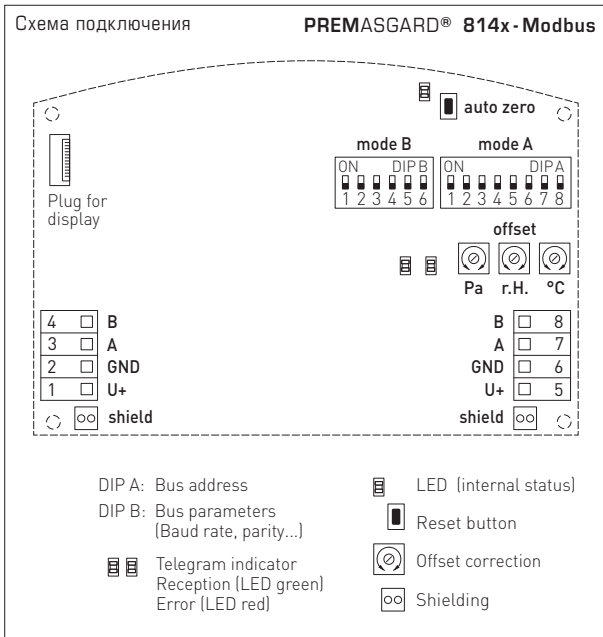 Схема подключения
PREMASGARD® 814x-Modbus
auto zero
mode B
mode A
ON DIP B
ON DIP A
1 2 3 4 5 6
1 2 3 4 5 6 7 8
Plug for
display
offset
Pa r.H. °C
4 B
3 A
2 GND
1 U+
shield
B 8
A 7
GND 6
U+ 5
shield
DIP A: Bus address
DIP B: Bus parameters
(Baud rate, parity...)
Telegram indicator
Reception (LED green)
Error (LED red)
LED (internal status)
Reset button
Offset correction
Shielding